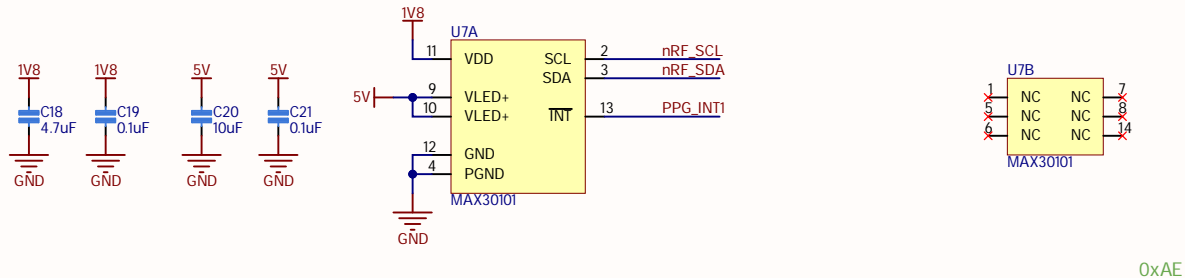 1V8
U7A
11 VDD SCL 2 nRF_SCL
SDA 3 nRF_SDA
1V8 1V8 5V 5V
C18 C19 C20 C21
4.7uF 0.1uF 10uF 0.1uF
GND GND GND GND
5V 9 VLED+
10 VLED+ INT 13 PPG_INT1
12 GND
4 PGND
MAX30101
GND
U7B
1 NC NC 7
5 NC NC 8
6 NC NC 14
MAX30101
0xAE